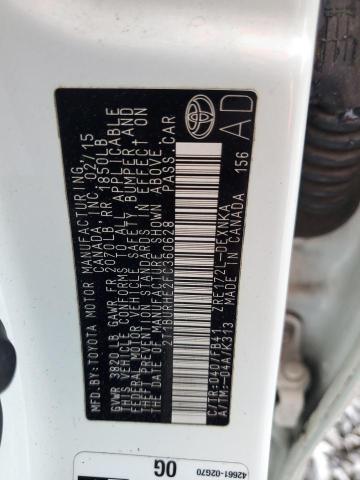 MFD.BY: TOYOTA MOTOR MANUFACTURING
CANADA, INC. 02/15
GVWR 3820LB GAWR FR 2070LB, RR 1850LB
THIS VEHICLE CONFORMS TO ALL APPLICABLE
FEDERAL MOTOR VEHICLE SAFETY, BUMPER, AND
THEFT PREVENTION STANDARDS IN EFFECT ON
THE DATE OF MANUFACTURE SHOWN ABOVE.
2T1BURHE2FC360628 PASS.CAR
AD
C/TR:040/FB41 ZRE172L-DEXNKA
A/TM:-04A/K313 MADE IN CANADA 156
42661-02G70
0G